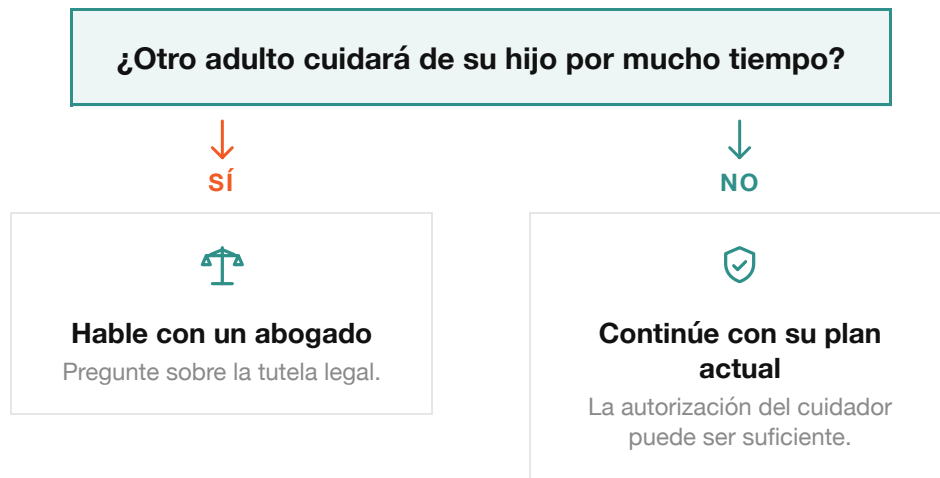 ¿Otro adulto cuidará de su hijo por mucho tiempo?
SÍ
NO
Hable con un abogado
Pregunte sobre la tutela legal.
Continúe con su plan
actual
La autorización del cuidador
puede ser suficiente.